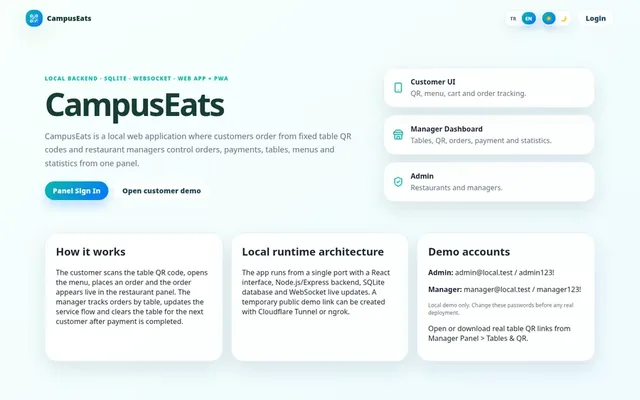 CampusEats
TR EN
Login
LOCAL BACKEND · SQLITE · WEBSOCKET · WEB APP + PWA
CampusEats
CampusEats is a local web application where customers order from fixed table QR
codes and restaurant managers control orders, payments, tables, menus and
statistics from one panel.
Panel Sign In
Open customer demo
Customer UI
QR, menu, cart and order tracking.
Manager Dashboard
Tables, QR, orders, payment and statistics.
Admin
Restaurants and managers.
How it works
The customer scans the table QR code, opens
the menu, places an order and the order
appears live in the restaurant panel. The
manager tracks orders by table, updates the
service flow and clears the table for the next
customer after payment is completed.
Local runtime architecture
The app runs from a single port with a React
interface, Node.js/Express backend, SQLite
database and WebSocket live updates. A
temporary public demo link can be created
with Cloudflare Tunnel or ngrok.
Demo accounts
Admin: admin@local.test / admin123!
Manager: manager@local.test / manager123!
Local demo only. Change these passwords before any real
deployment.
Open or download real table QR links from
Manager Panel > Tables & QR.